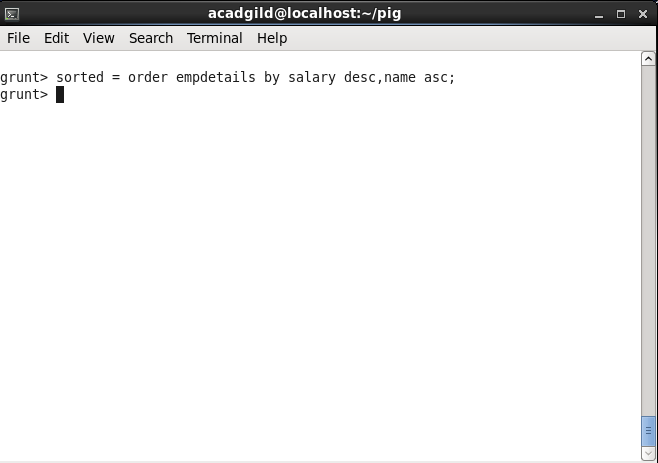 acadgild@localhost:~/pig
File Edit View Search Terminal Help
grunt> sorted = order empdetails by salary desc,name asc;
grunt>